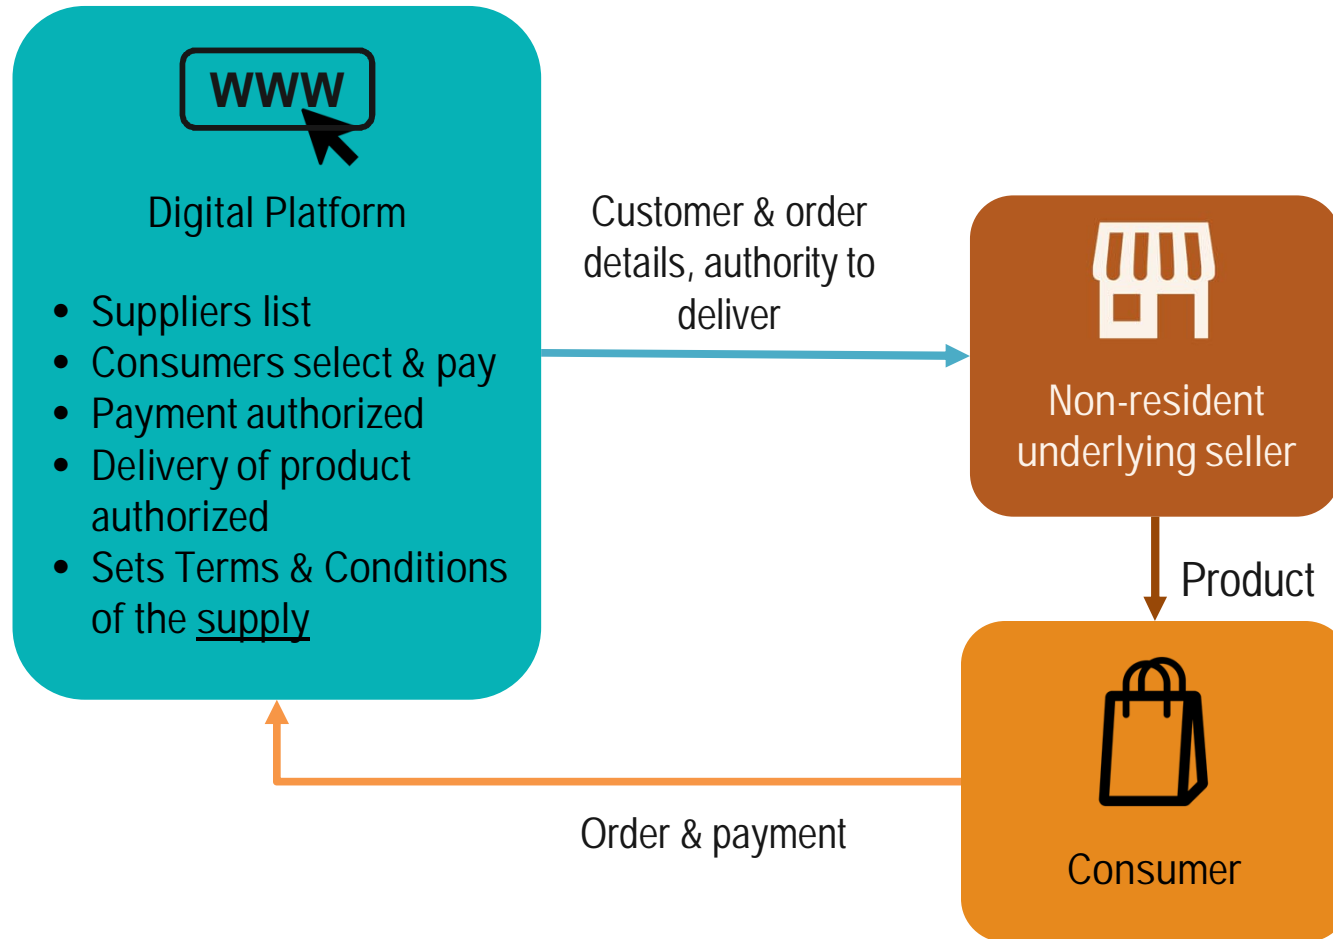 WWW
Digital Platform
• Suppliers list
• Consumers select & pay
• Payment authorized
• Delivery of product
authorized
• Sets Terms & Conditions
of the supply
Customer & order
details, authority to
deliver
Non-resident
underlying seller
Product
Order & payment
Consumer